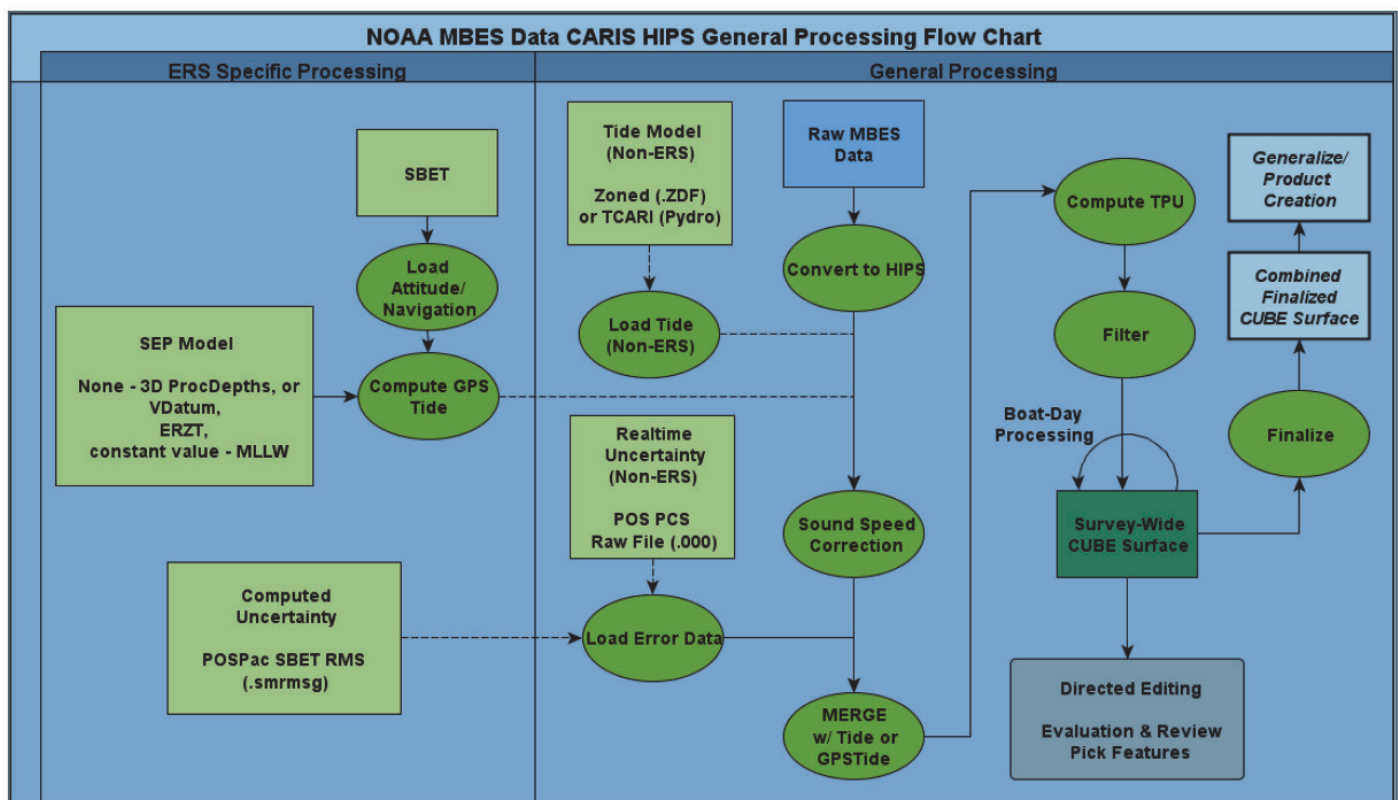 NOAA MBES Data CARIS HIPS General Processing Flow Chart
ERS Specific Processing
General Processing
SBET
Load
Attitude/
Navigation
SEP Model
None - 3D ProcDepths, or
VDatum,
ERZT,
constant value - MLLW
Compute GPS
Tide
Computed
Uncertainty
POSPac SBET RMS
(.smrmsg)
Tide Model
(Non-ERS)
Zoned (.ZDF)
or TCARI (Pydro)
Load Tide
(Non-ERS)
Realtime
Uncertainty
(Non-ERS)
POS PCS
Raw File (.000)
Load Error Data
Raw MBES
Data
Convert to HIPS
Sound Speed
Correction
MERGE
w/ Tide or
GPSTide
Compute TPU
Filter
Boat-Day
Processing
Survey-Wide
CUBE Surface
Directed Editing
Evaluation & Review
Pick Features
Generalize/
Product
Creation
Combined
Finalized
CUBE Surface
Finalize